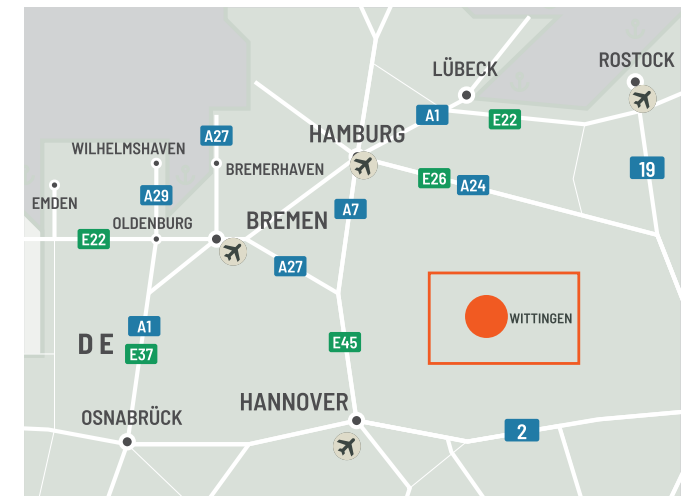 ROSTOCK
LÜBECK
A1
E22
HAMBURG
A27
WILHELMSHAVEN
BREMERHAVEN
19
E26
A24
A29
EMDEN
A7
OLDENBURG
BREMEN
E22
A27
WITTINGEN
A1
D E
E37
E45
HANNOVER
OSNABRÜCK
2